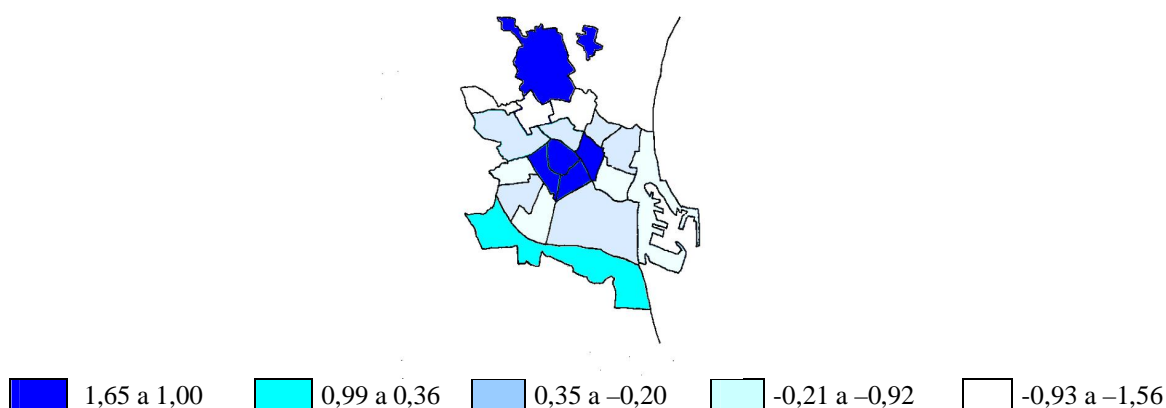 1,65 a 1,00 0,99 a 0,36 0,35 a –0,20 -0,21 a –0,92 -0,93 a –1,56